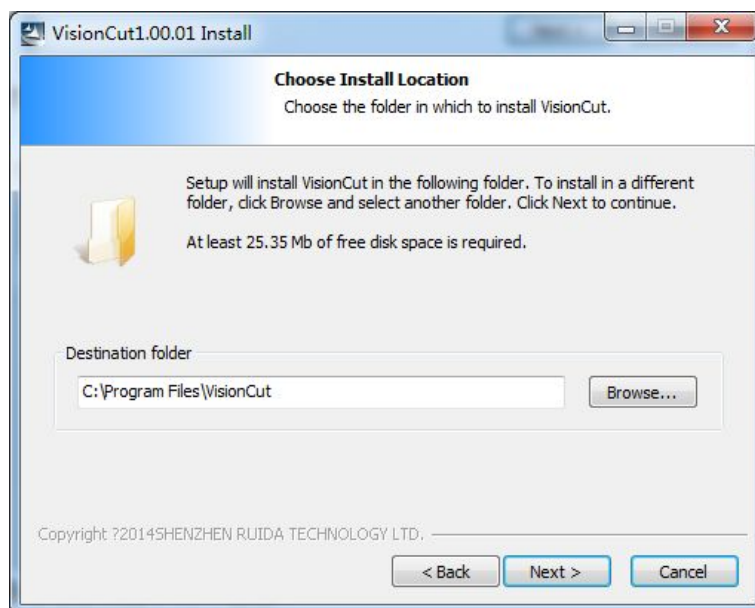 VisionCut1.00.01 Install
Choose Install Location
Choose the folder in which to install VisionCut.
Setup will install VisionCut in the following folder. To install in a different
folder, click Browse and select another folder. Click Next to continue.
At least 25.35 Mb of free disk space is required.
Destination folder
C:\Program Files\VisionCut
Browse...
Copyright ?2014SHENZHEN RUIDA TECHNOLOGY LTD.
< Back
Next >
Cancel